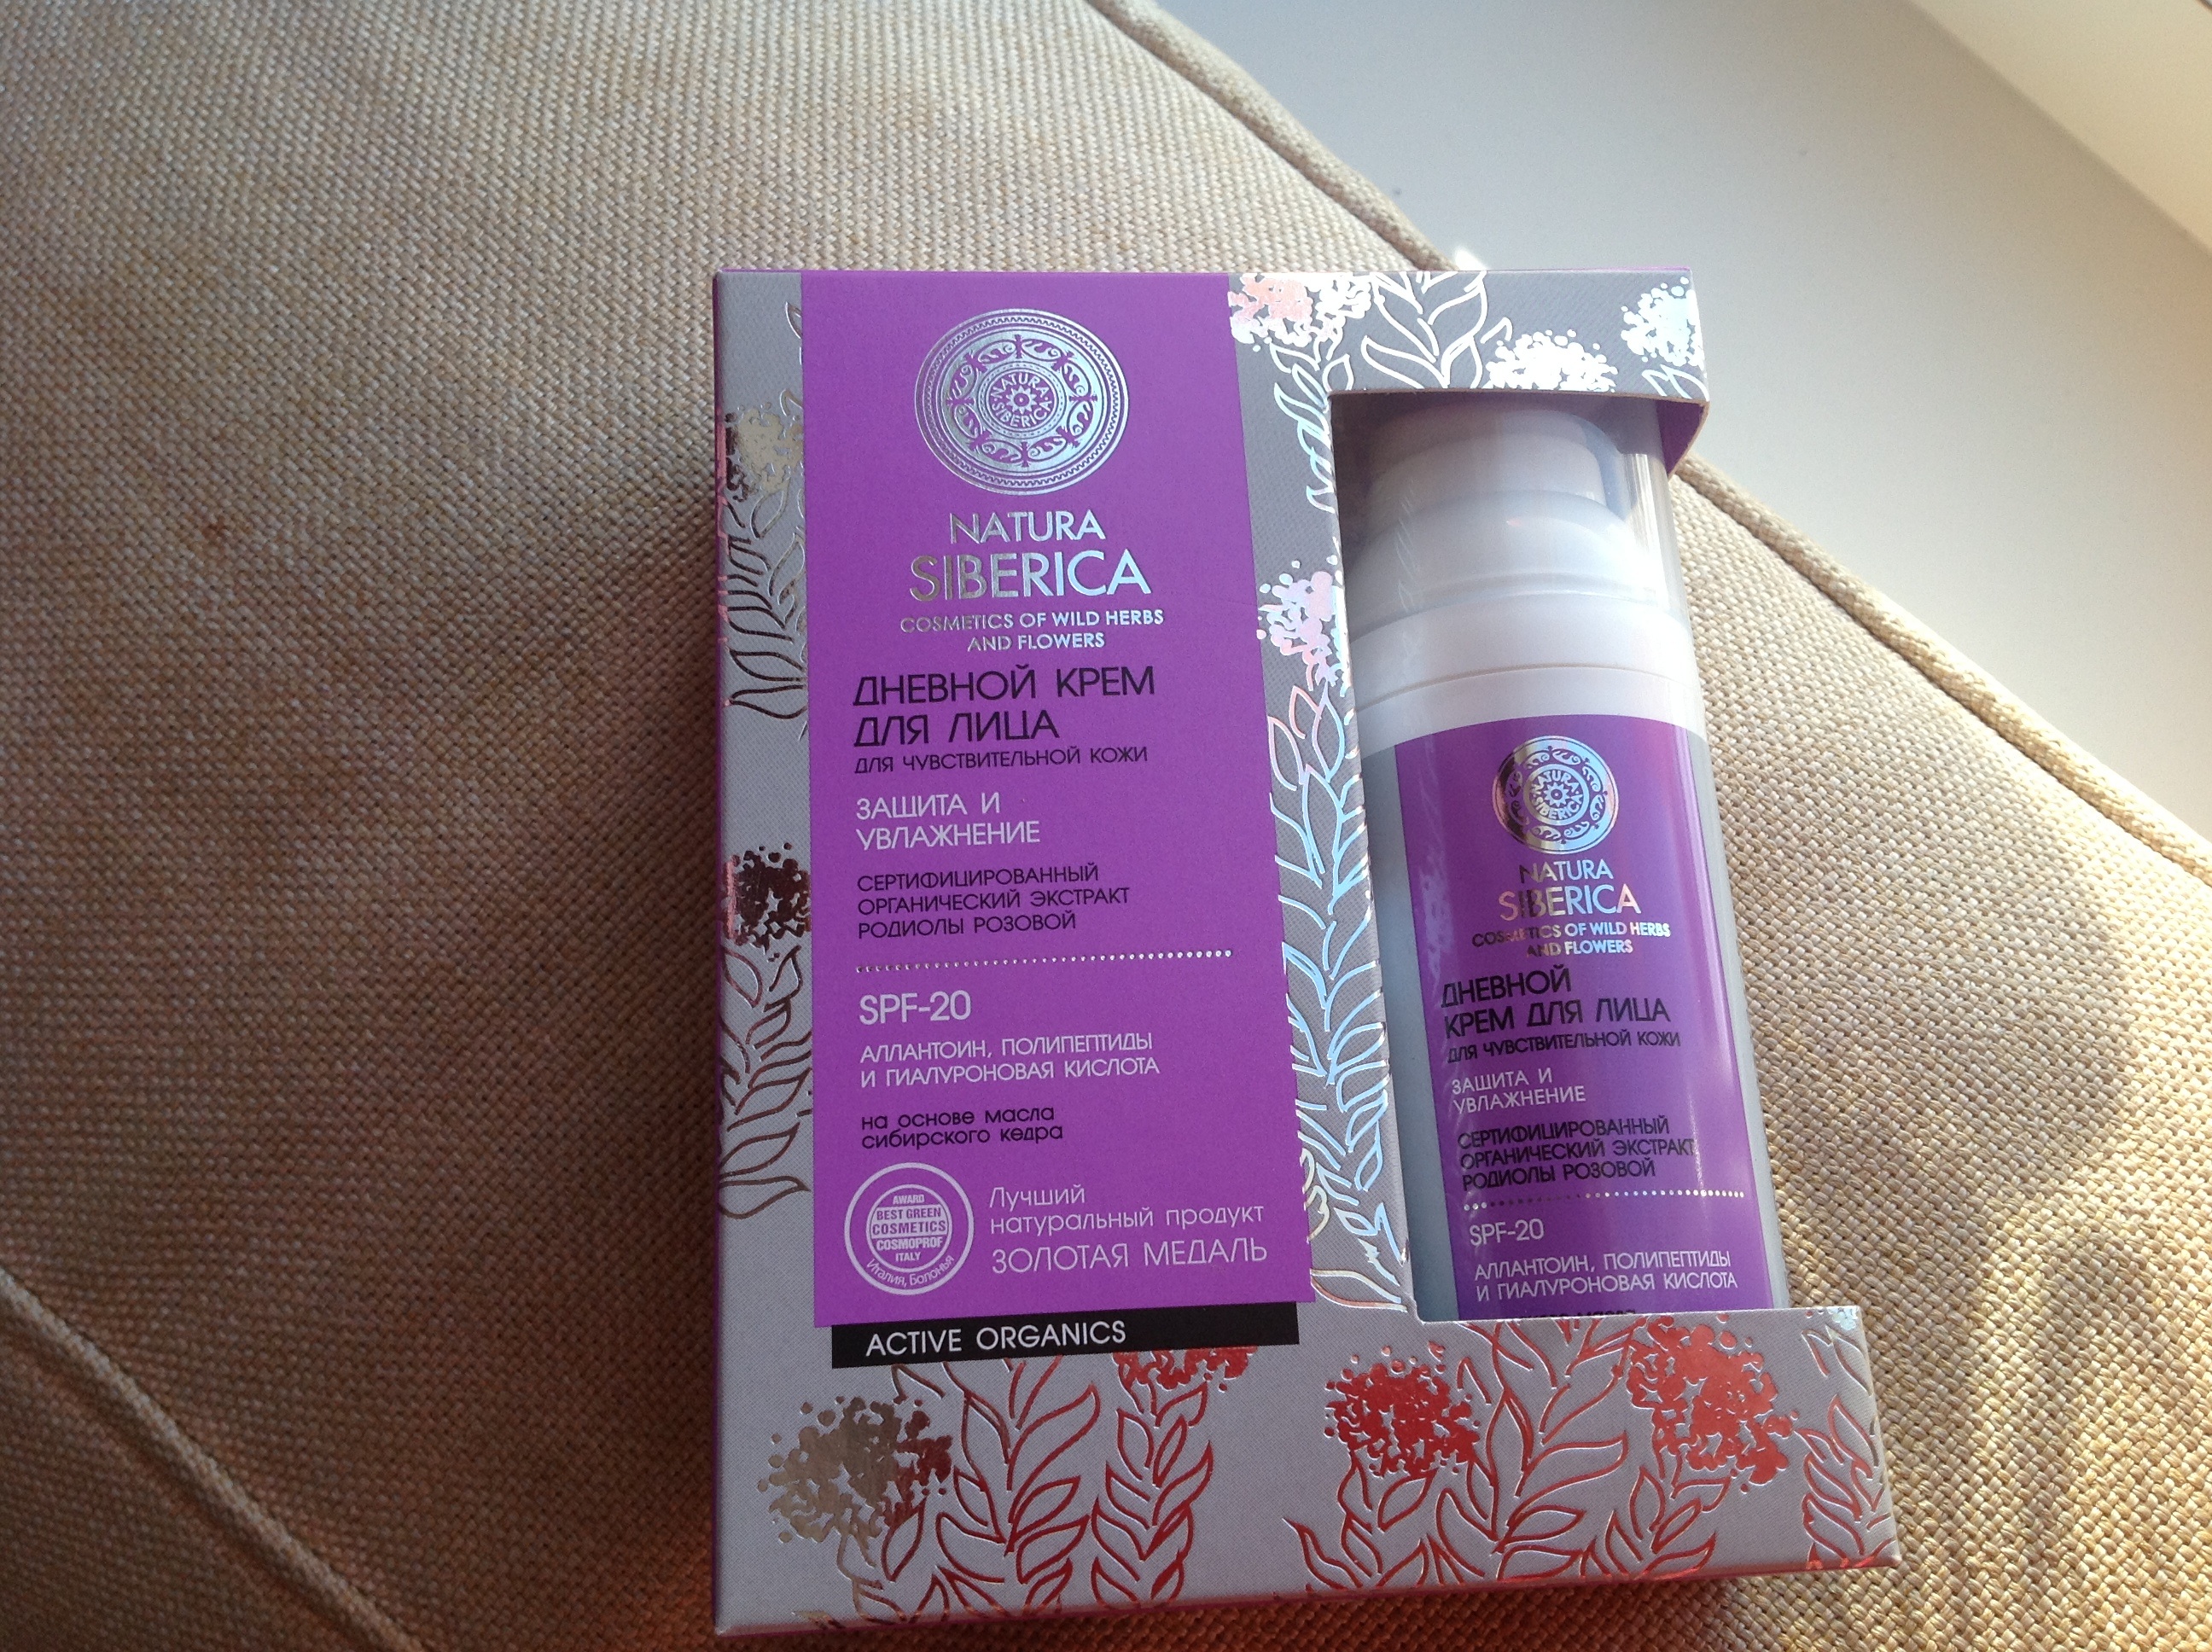 NATURA
SIBERICA
NATURA
SIBERICA
COSMETICS OF WILD HERBS
AND FLOWERS
ДНЕВНОЙ КРЕМ
ДЛЯ ЛИЦА
ДЛЯ ЧУВСТВИТЕЛЬНОЙ КОЖИ
ЗАЩИТА И
УВЛАЖНЕНИЕ
СЕРТИФИЦИРОВАННЫЙ
ОРГАНИЧЕСКИЙ ЭКСТРАКТ
РОДИОЛЫ РОЗОВОЙ
SPF-20
АЛЛАНТОИН, ПОЛИПЕПТИДЫ
И ГИАЛУРОНОВАЯ КИСЛОТА
на основе масла
сибирского кедра
AWARD
BEST GREEN
COSMETICS
COSMOPROF
ITALY
Италия, Болонья
Лучший
натуральный продукт
ЗОЛОТАЯ МЕДАЛЬ
ACTIVE ORGANICS
NATURA
SIBERICA
NATURA
SIBERICA
COSMETICS OF WILD HERBS
AND FLOWERS
ДНЕВНОЙ
КРЕМ ДЛЯ ЛИЦА
ДЛЯ ЧУВСТВИТЕЛЬНОЙ КОЖИ
ЗАЩИТА И
УВЛАЖНЕНИЕ
СЕРТИФИЦИРОВАННЫЙ
ОРГАНИЧЕСКИЙ ЭКСТРАКТ
РОДИОЛЫ РОЗОВОЙ
SPF-20
АЛЛАНТОИН, ПОЛИПЕПТИДЫ
И ГИАЛУРОНОВАЯ КИСЛОТА